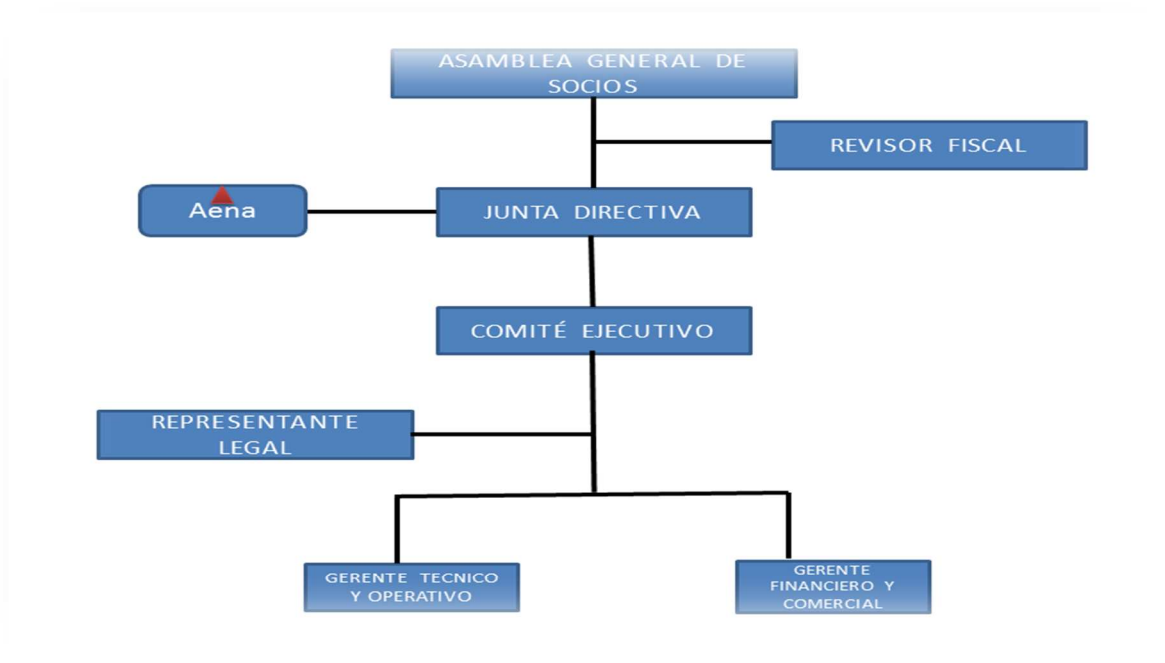 ASAMBLEA GENERAL DE
SOCIOS
REVISOR FISCAL
Aena
JUNTA DIRECTIVA
COMITÉ EJECUTIVO
REPRESENTANTE
LEGAL
GERENTE TECNICO
Y OPERATIVO
GERENTE
FINANCIERO Y
COMERCIAL